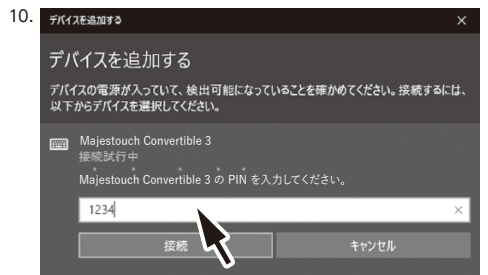 10.
デバイスを追加する
デバイスを追加する
デバイスの電源が入っていて、検出可能になっていることを確かめてください。接続するには、
以下からデバイスを選択してください。
Majestouch Convertible 3
接続試行中
Majestouch Convertible 3 の PIN を入力してください。
1234
接続 キャンセル